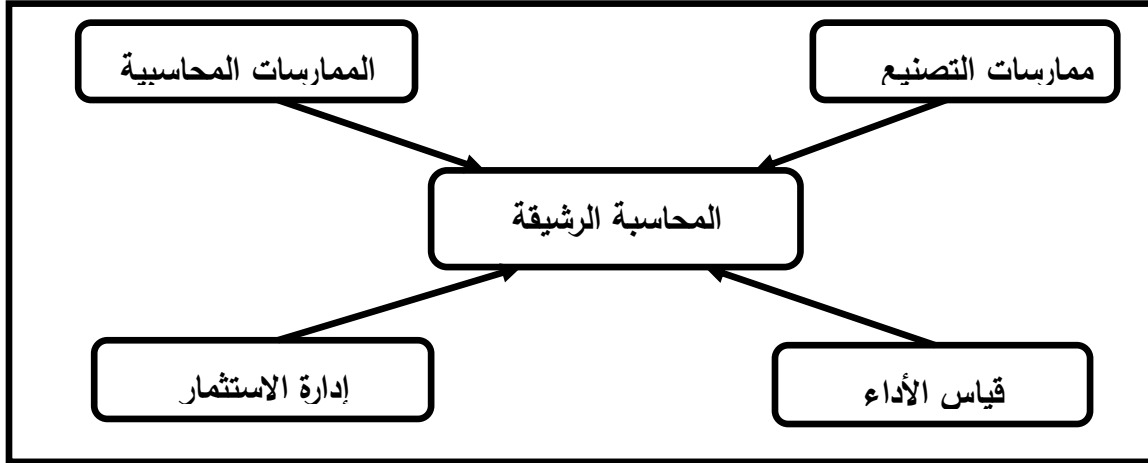 ممارسات التصنيع
الممارسات المحاسبية
المحاسبة الرشيقة
قياس الأداء
إدارة الاستثمار